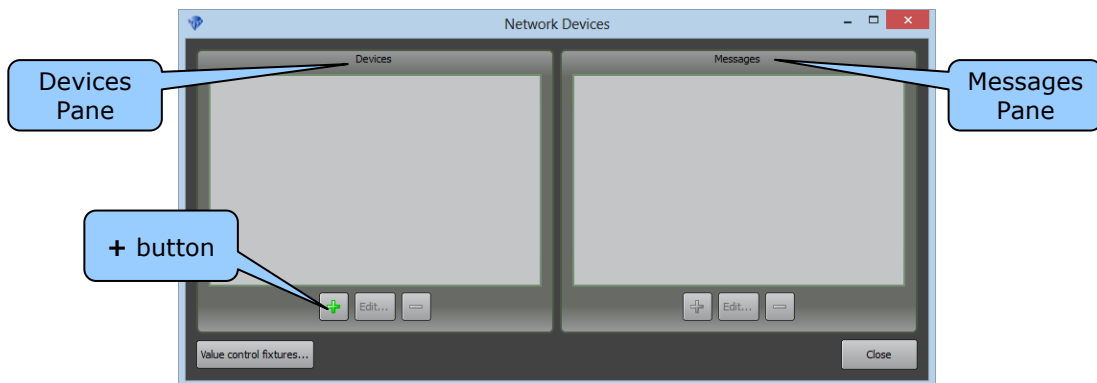 Network Devices
Devices
Messages
Devices
Pane
Messages
Pane
+ button
Edit...
Edit...
Value control fixtures...
Close